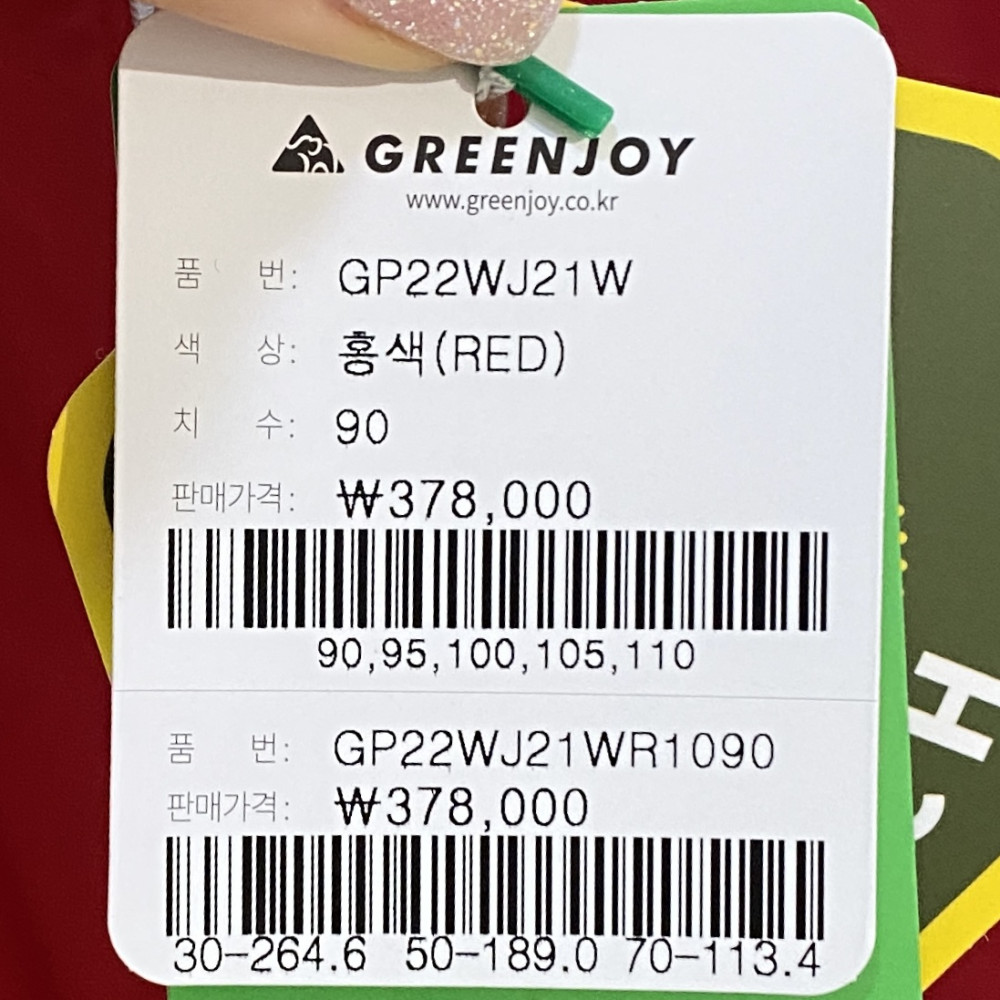 GREENJOY
www.greenjoy.co.kr
품 번: GP22WJ21W
색 상: 홍색(RED)
치 수: 90
판매가격: ₩378,000
90,95,100,105,110
품 번: GP22WJ21WR1090
판매가격: ₩378,000
30-264.6 50-189.0 70-113.4